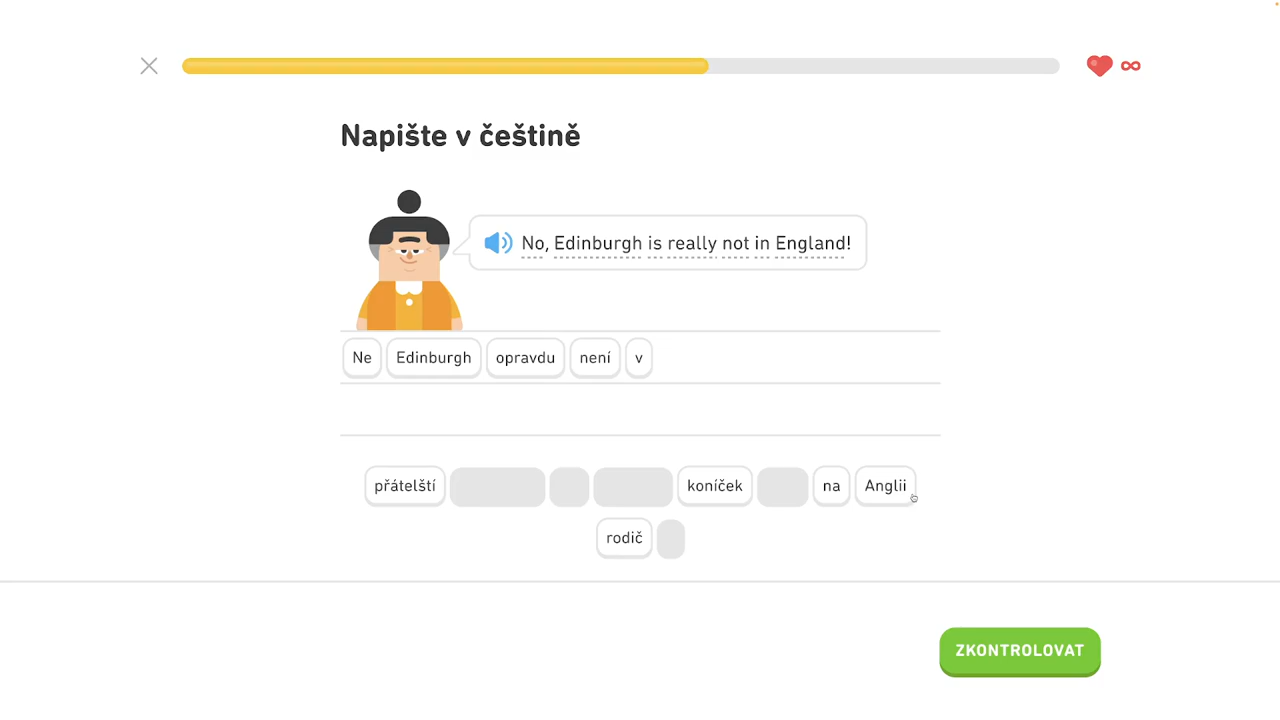 Napište v češtině
No, Edinburgh is really not in England!
Ne Edinburgh opravdu není v
přátelští koníček na Anglii
rodič
ZKONTROLOVAT